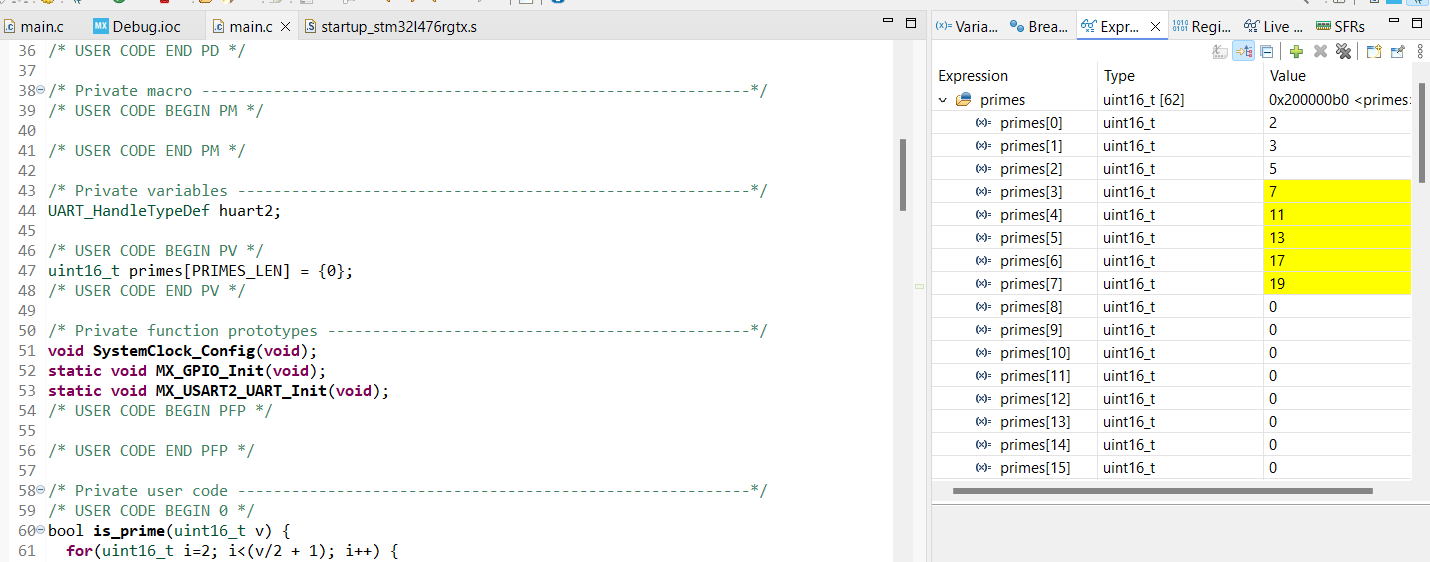 main.c
Debug.ioc
main.c
startup_stm32l476rgtx.s
36 /* USER CODE END PD */
37
38 /* Private macro -------------------------------------------------------------*/
39 /* USER CODE BEGIN PM */
40
41 /* USER CODE END PM */
42
43 /* Private variables ---------------------------------------------------------*/
44 UART_HandleTypeDef huart2;
45
46 /* USER CODE BEGIN PV */
47 uint16_t primes[PRIMES_LEN] = {0};
48 /* USER CODE END PV */
49
50 /* Private function prototypes -----------------------------------------------*/
51 void SystemClock_Config(void);
52 static void MX_GPIO_Init(void);
53 static void MX_USART2_UART_Init(void);
54 /* USER CODE BEGIN PFP */
55
56 /* USER CODE END PFP */
57
58 /* Private user code ---------------------------------------------------------*/
59 /* USER CODE BEGIN 0 */
60 bool is_prime(uint16_t v) {
61   for(uint16_t i=2; i<(v/2 + 1); i++) {
(x)= Varia...
Brea...
Expr...
Regi...
Live ...
SFRs
Expression Type Value
primes uint16_t [62] 0x200000b0 <primes>
(x)= primes[0] uint16_t 2
(x)= primes[1] uint16_t 3
(x)= primes[2] uint16_t 5
(x)= primes[3] uint16_t 7
(x)= primes[4] uint16_t 11
(x)= primes[5] uint16_t 13
(x)= primes[6] uint16_t 17
(x)= primes[7] uint16_t 19
(x)= primes[8] uint16_t 0
(x)= primes[9] uint16_t 0
(x)= primes[10] uint16_t 0
(x)= primes[11] uint16_t 0
(x)= primes[12] uint16_t 0
(x)= primes[13] uint16_t 0
(x)= primes[14] uint16_t 0
(x)= primes[15] uint16_t 0